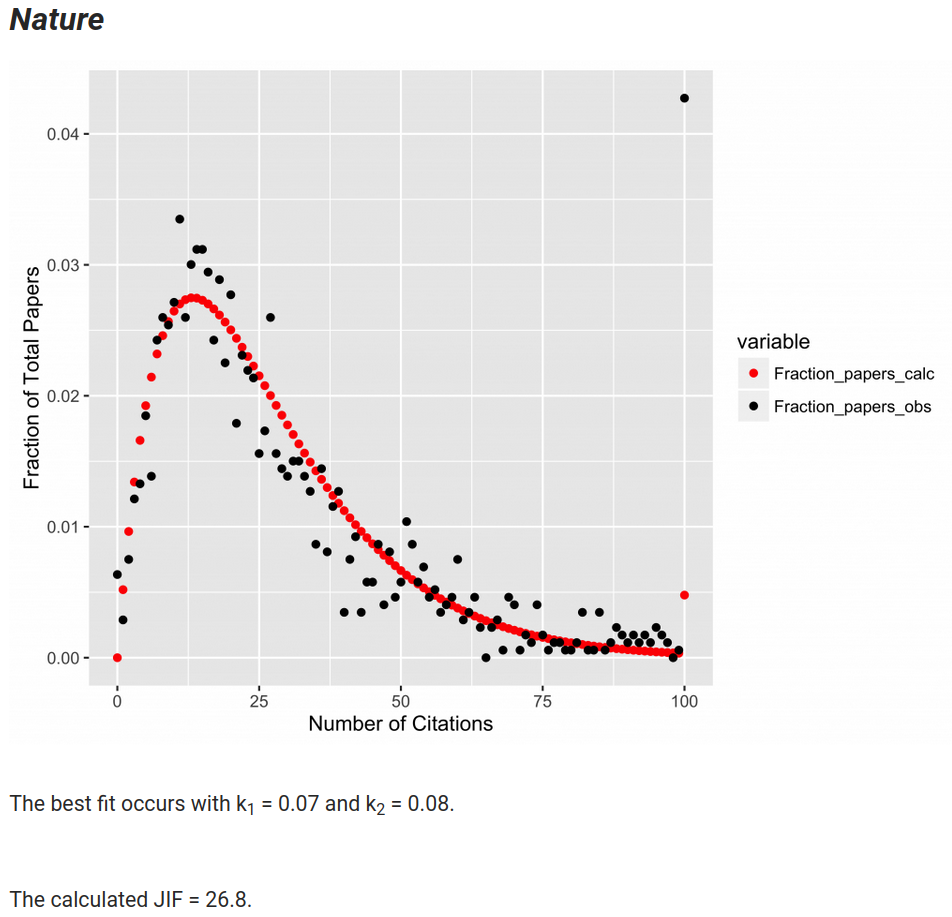 Nature
0.04
0.03
0.02
0.01
0.00
Fraction of Total Papers
0 25 50 75 100
Number of Citations
variable
Fraction_papers_calc
Fraction_papers_obs
The best fit occurs with k₁ = 0.07 and k₂ = 0.08.
The calculated JIF = 26.8.